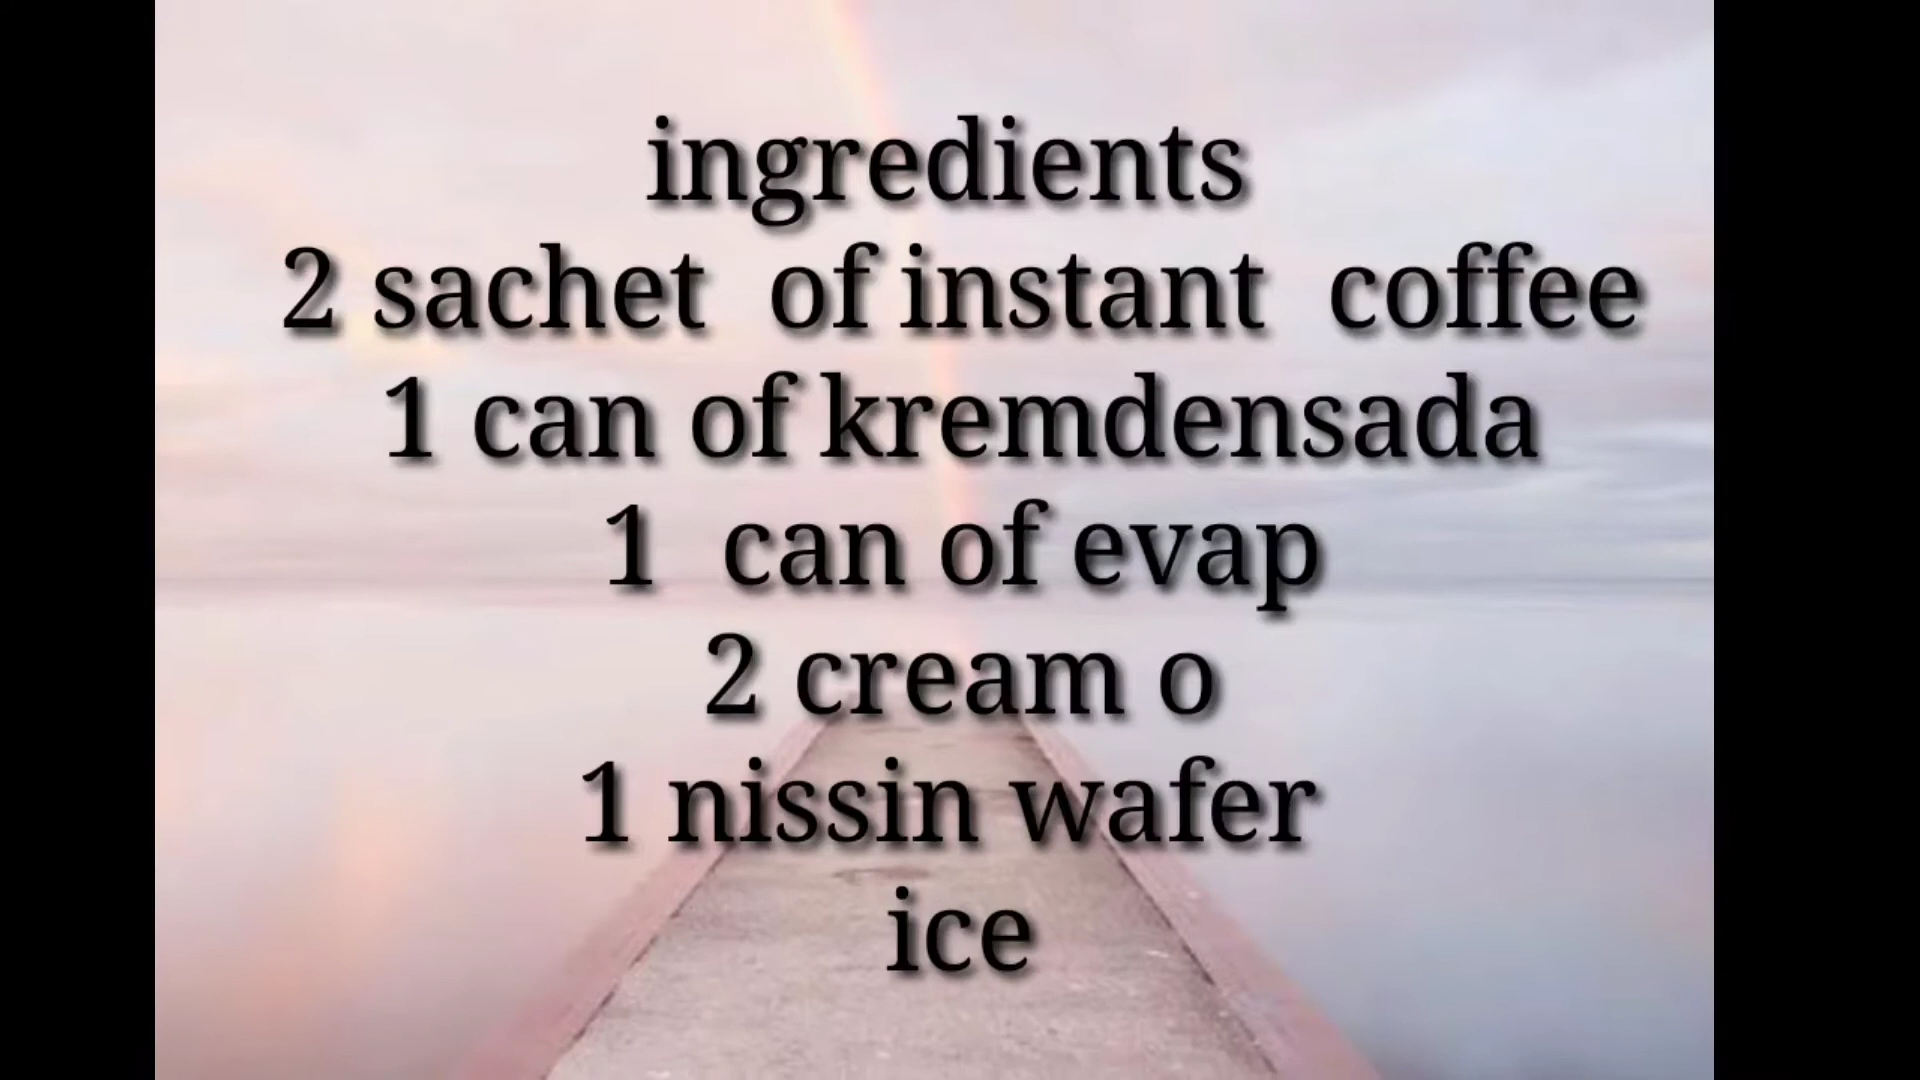 ingredients
2 sachet of instant coffee
1 can of kremdensada
1 can of evap
2 cream o
1 nissin wafer
ice